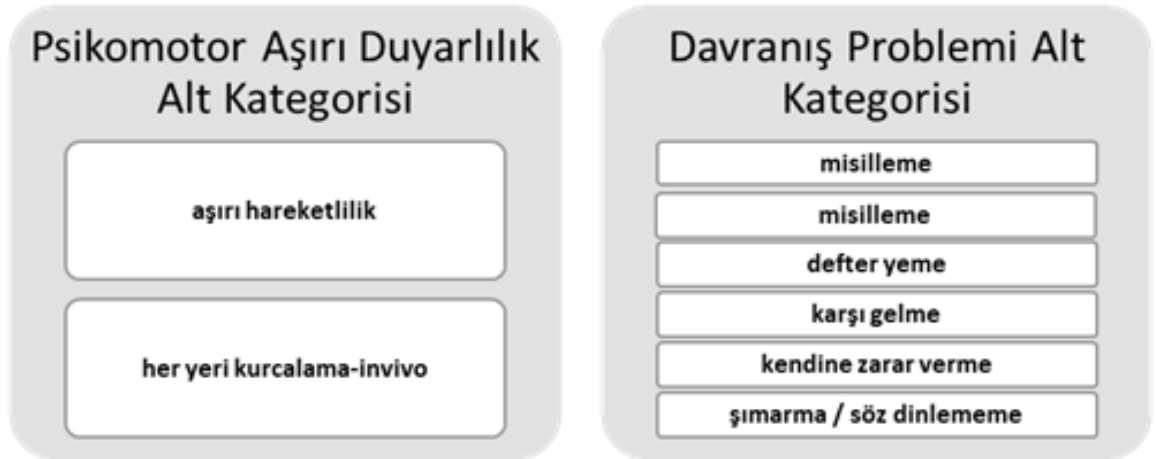 Psikomotor Aşırı Duyarlılık
Alt Kategorisi
aşırı hareketlilik
her yeri kurcalama-invivo
Davranış Problemi Alt
Kategorisi
misilleme
misilleme
defter yeme
karşı gelme
kendine zarar verme
şımarma / söz dinlememe